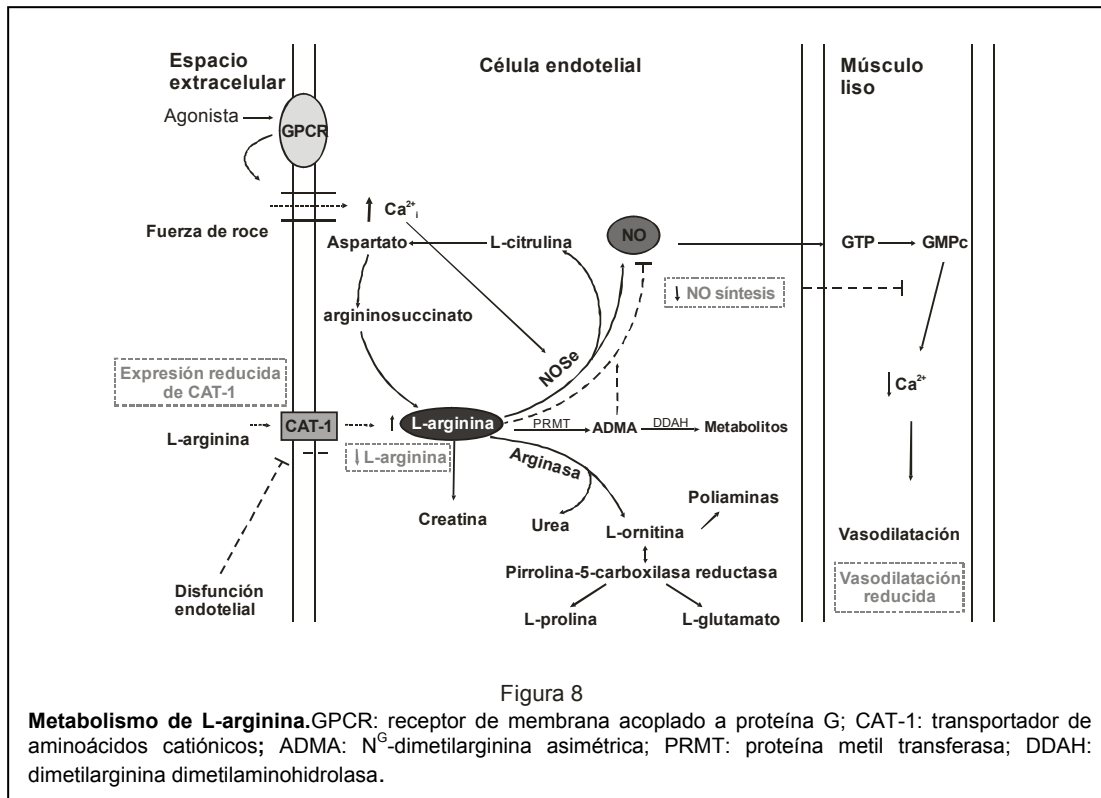 Espacio
extracelular
Célula endotelial
Músculo
liso
Agonista
GPCR
Fuerza de roce
Ca²⁺i
Aspartato
L-citrulina
NO
GTP
GMPc
↓ NO síntesis
argininosuccinato
NOSe
Expresión reducida
de CAT-1
↓ Ca²⁺
L-arginina
CAT-1
L-arginina
PRMT
ADMA
DDAH
Metabolitos
↓ L-arginina
Arginasa
Creatina
Urea
L-ornitina
Poliaminas
Vasodilatación
Pirrolina-5-carboxilasa reductasa
Vasodilatación
reducida
Disfunción
endotelial
L-prolina
L-glutamato
Figura 8
Metabolismo de L-arginina.GPCR: receptor de membrana acoplado a proteína G; CAT-1: transportador de
aminoácidos catiónicos; ADMA: Nᴳ-dimetilarginina asimétrica; PRMT: proteína metil transferasa; DDAH:
dimetilarginina dimetilaminohidrolasa.